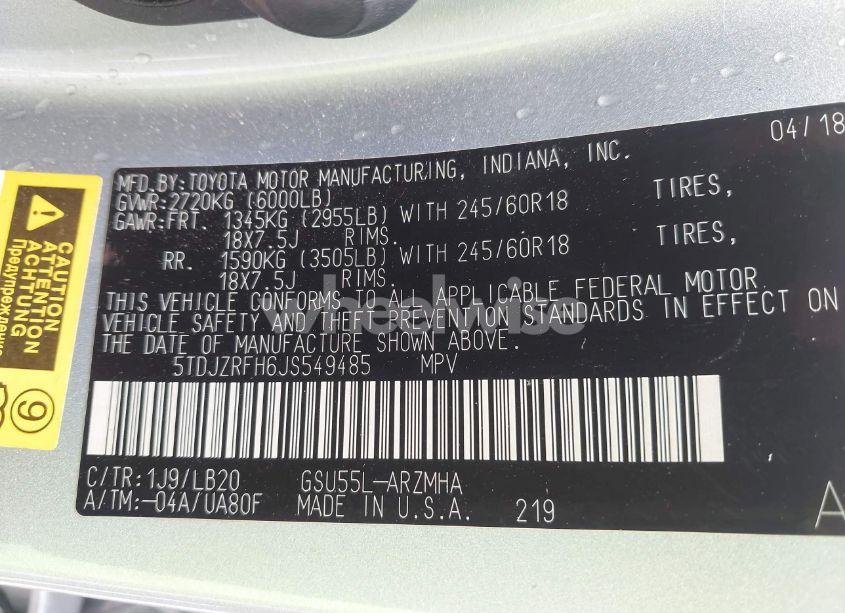 04/18
MFD.BY:TOYOTA MOTOR MANUFACTURING, INDIANA, INC.
GVWR:2720KG (6000LB)
GAWR:FRT. 1345KG (2955LB) WITH 245/60R18 TIRES,
18X7.5J RIMS.
RR. 1590KG (3505LB) WITH 245/60R18 TIRES,
18X7.5J RIMS.
THIS VEHICLE CONFORMS TO ALL APPLICABLE FEDERAL MOTOR
VEHICLE SAFETY AND THEFT PREVENTION STANDARDS IN EFFECT ON
THE DATE OF MANUFACTURE SHOWN ABOVE.
5TDJZRFH6JS549485 MPV
C/TR:1J9/LB20 GSU55L-ARZMHA
A/TM:-04A/UA80F MADE IN U.S.A. 219
A
CAUTION
ATTENTION
ACHTUNG
Предупреждение
9
wheelwise